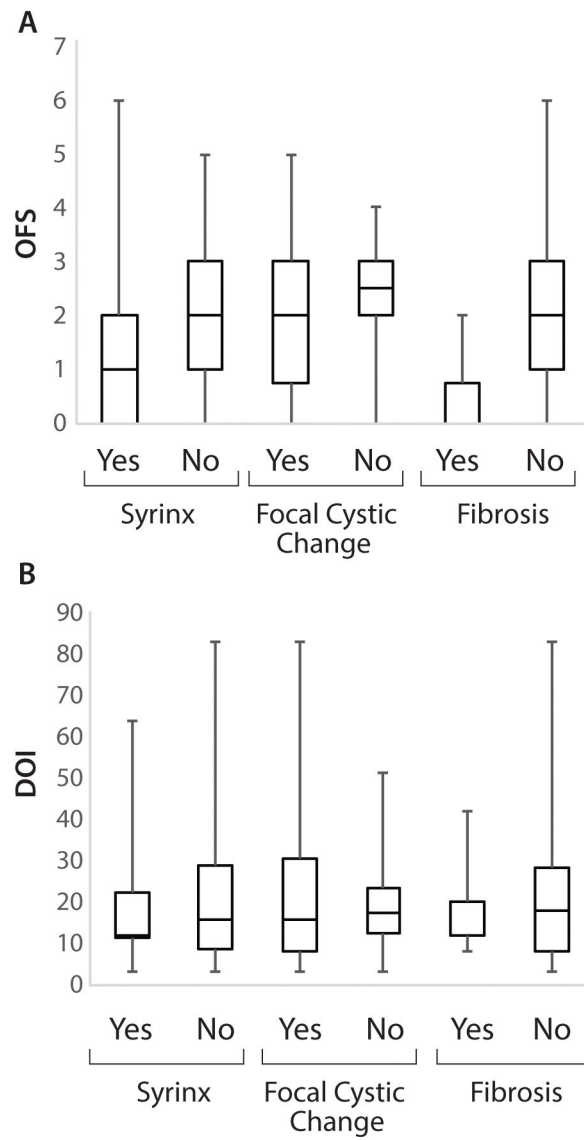 A
7
6
5
4
3
2
1
0
OFS
Yes No Yes No Yes No
Syrinx Focal Cystic Change Fibrosis
B
90
80
70
60
50
40
30
20
10
0
DOI
Yes No Yes No Yes No
Syrinx Focal Cystic Change Fibrosis